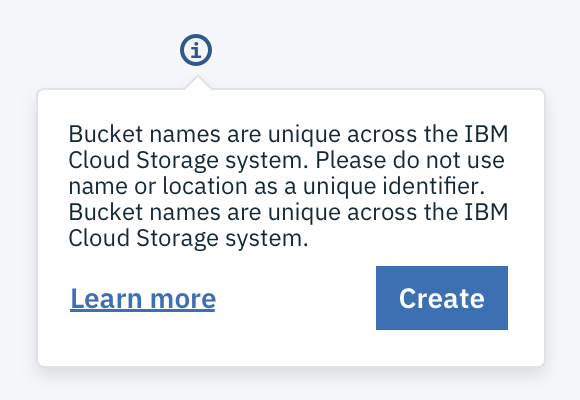 Bucket names are unique across the IBM
Cloud Storage system. Please do not use
name or location as a unique identifier.
Bucket names are unique across the IBM
Cloud Storage system.
Learn more
Create